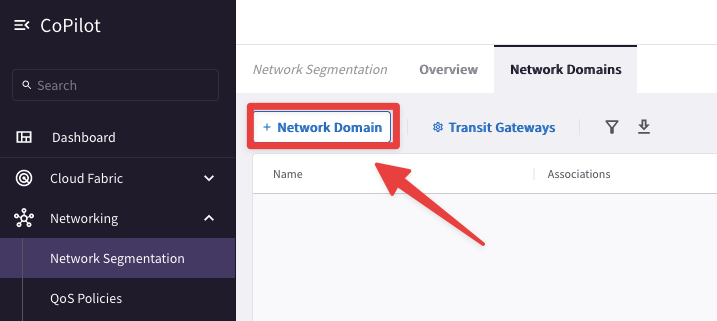 CoPilot
Search
Dashboard
Cloud Fabric
Networking
Network Segmentation
QoS Policies
Network Segmentation Overview Network Domains
+ Network Domain Transit Gateways
Name Associations